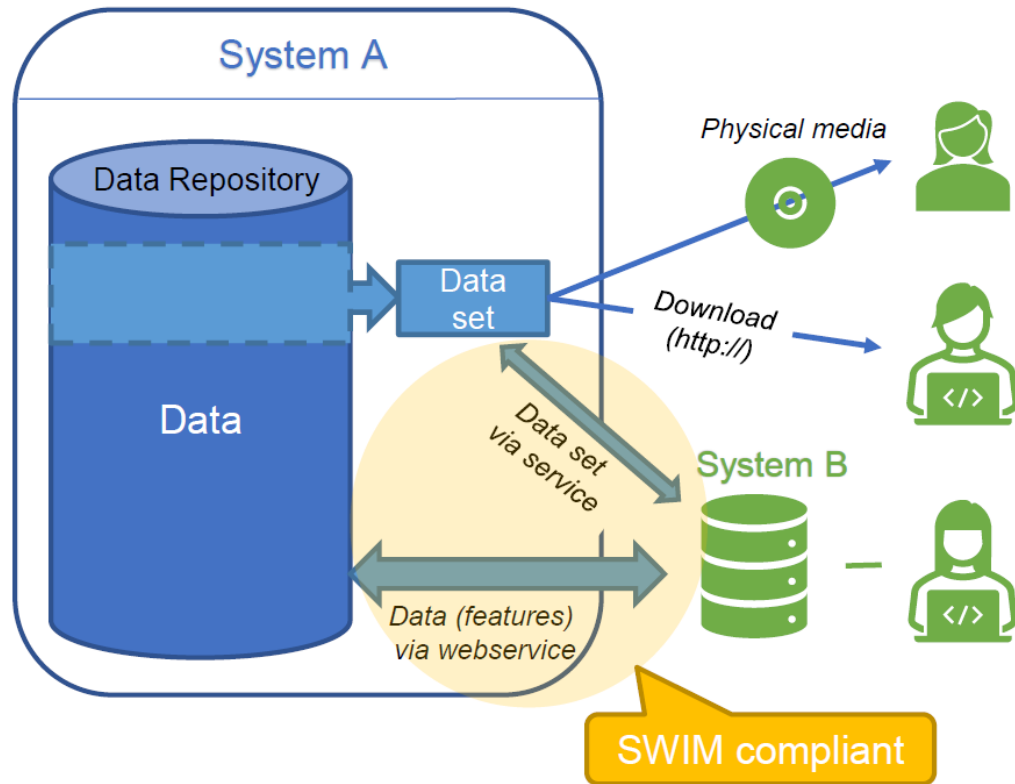 System A
Data Repository
Data
Data
set
Physical media
Download
(http://)
Data set
via service
System B
Data (features)
via webservice
SWIM compliant
</>
</>